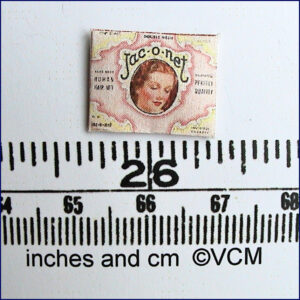 DOUBLE MESH
Jac-o-net
HUMAN
HAIR NET
PERFECT
QUALITY
26
64 65 66 67 68
inches and cm ©VCM